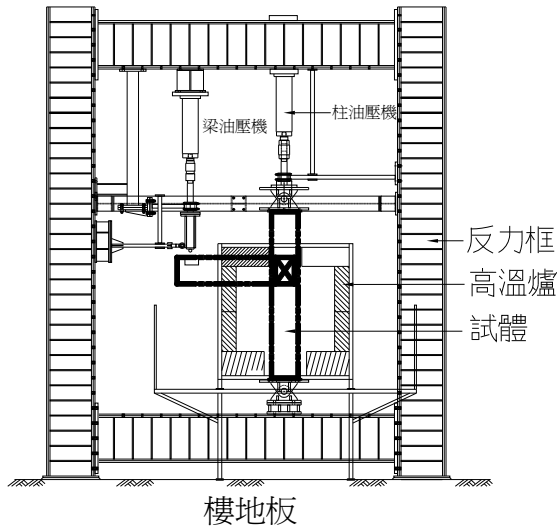 柱油壓機
梁油壓機
反力框
高溫爐
試體
樓地板